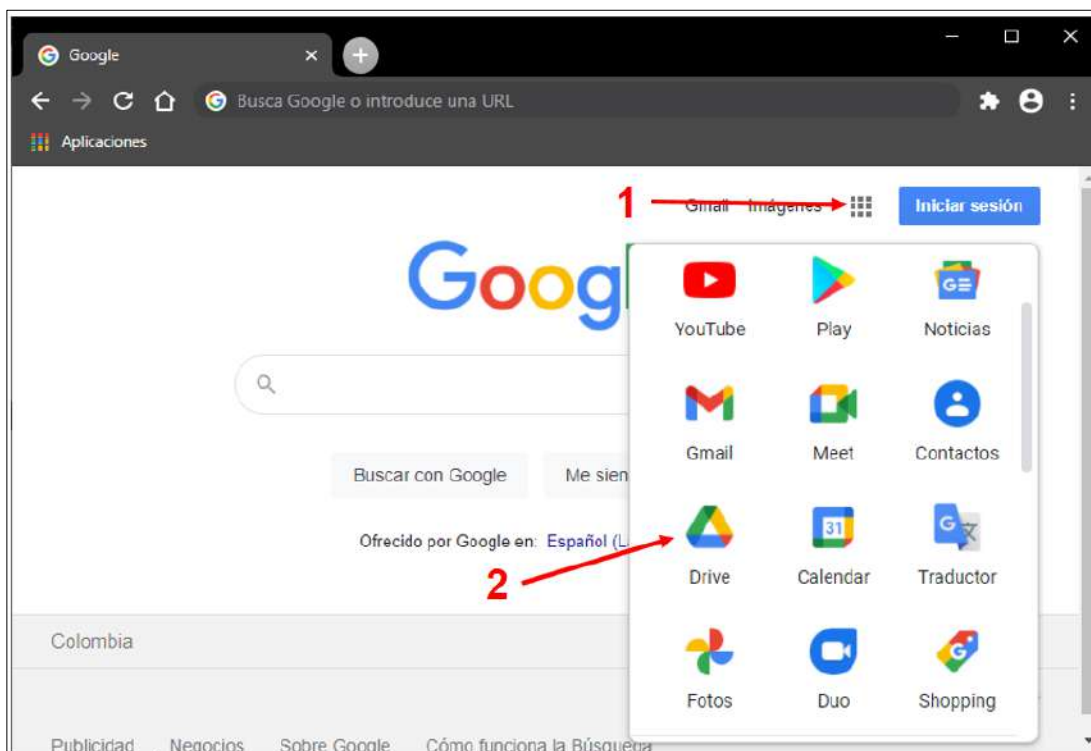 Google
Busca Google o introduce una URL
Aplicaciones
1
Gmail Imágenes
Iniciar sesión
Goog
YouTube Play Noticias
Gmail Meet Contactos
Buscar con Google
Me sien
Ofrecido por Google en: Español (L
2
31
Drive Calendar Traductor
Colombia
Fotos Duo Shopping
Publicidad Negocios Sobre Google Cómo funciona la Búsqueda